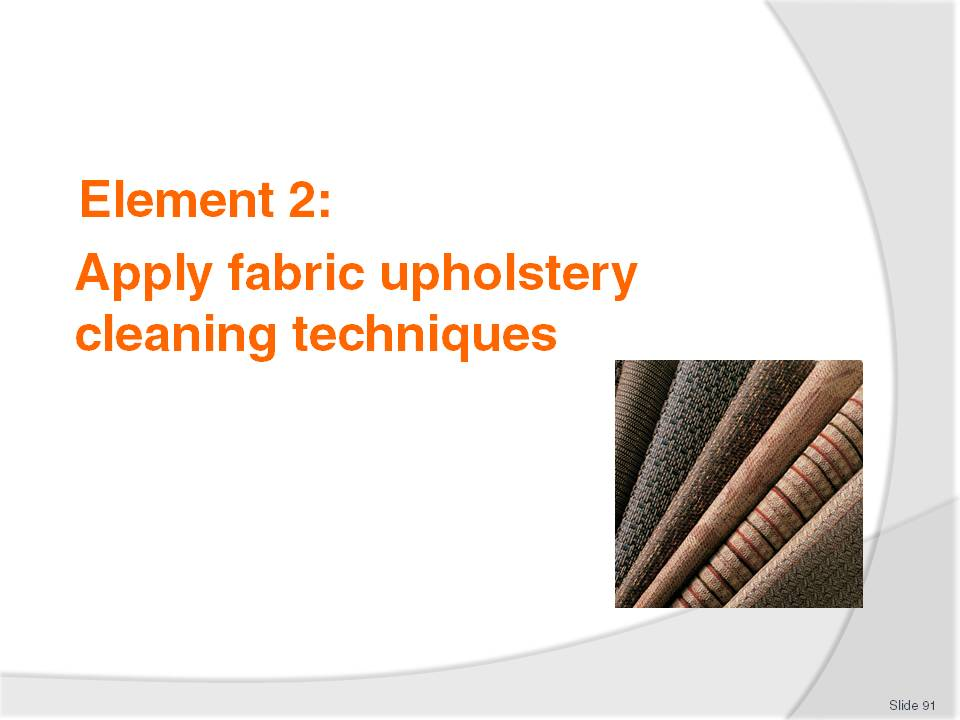 Element 2:
Apply fabric upholstery
cleaning techniques
Slide 91